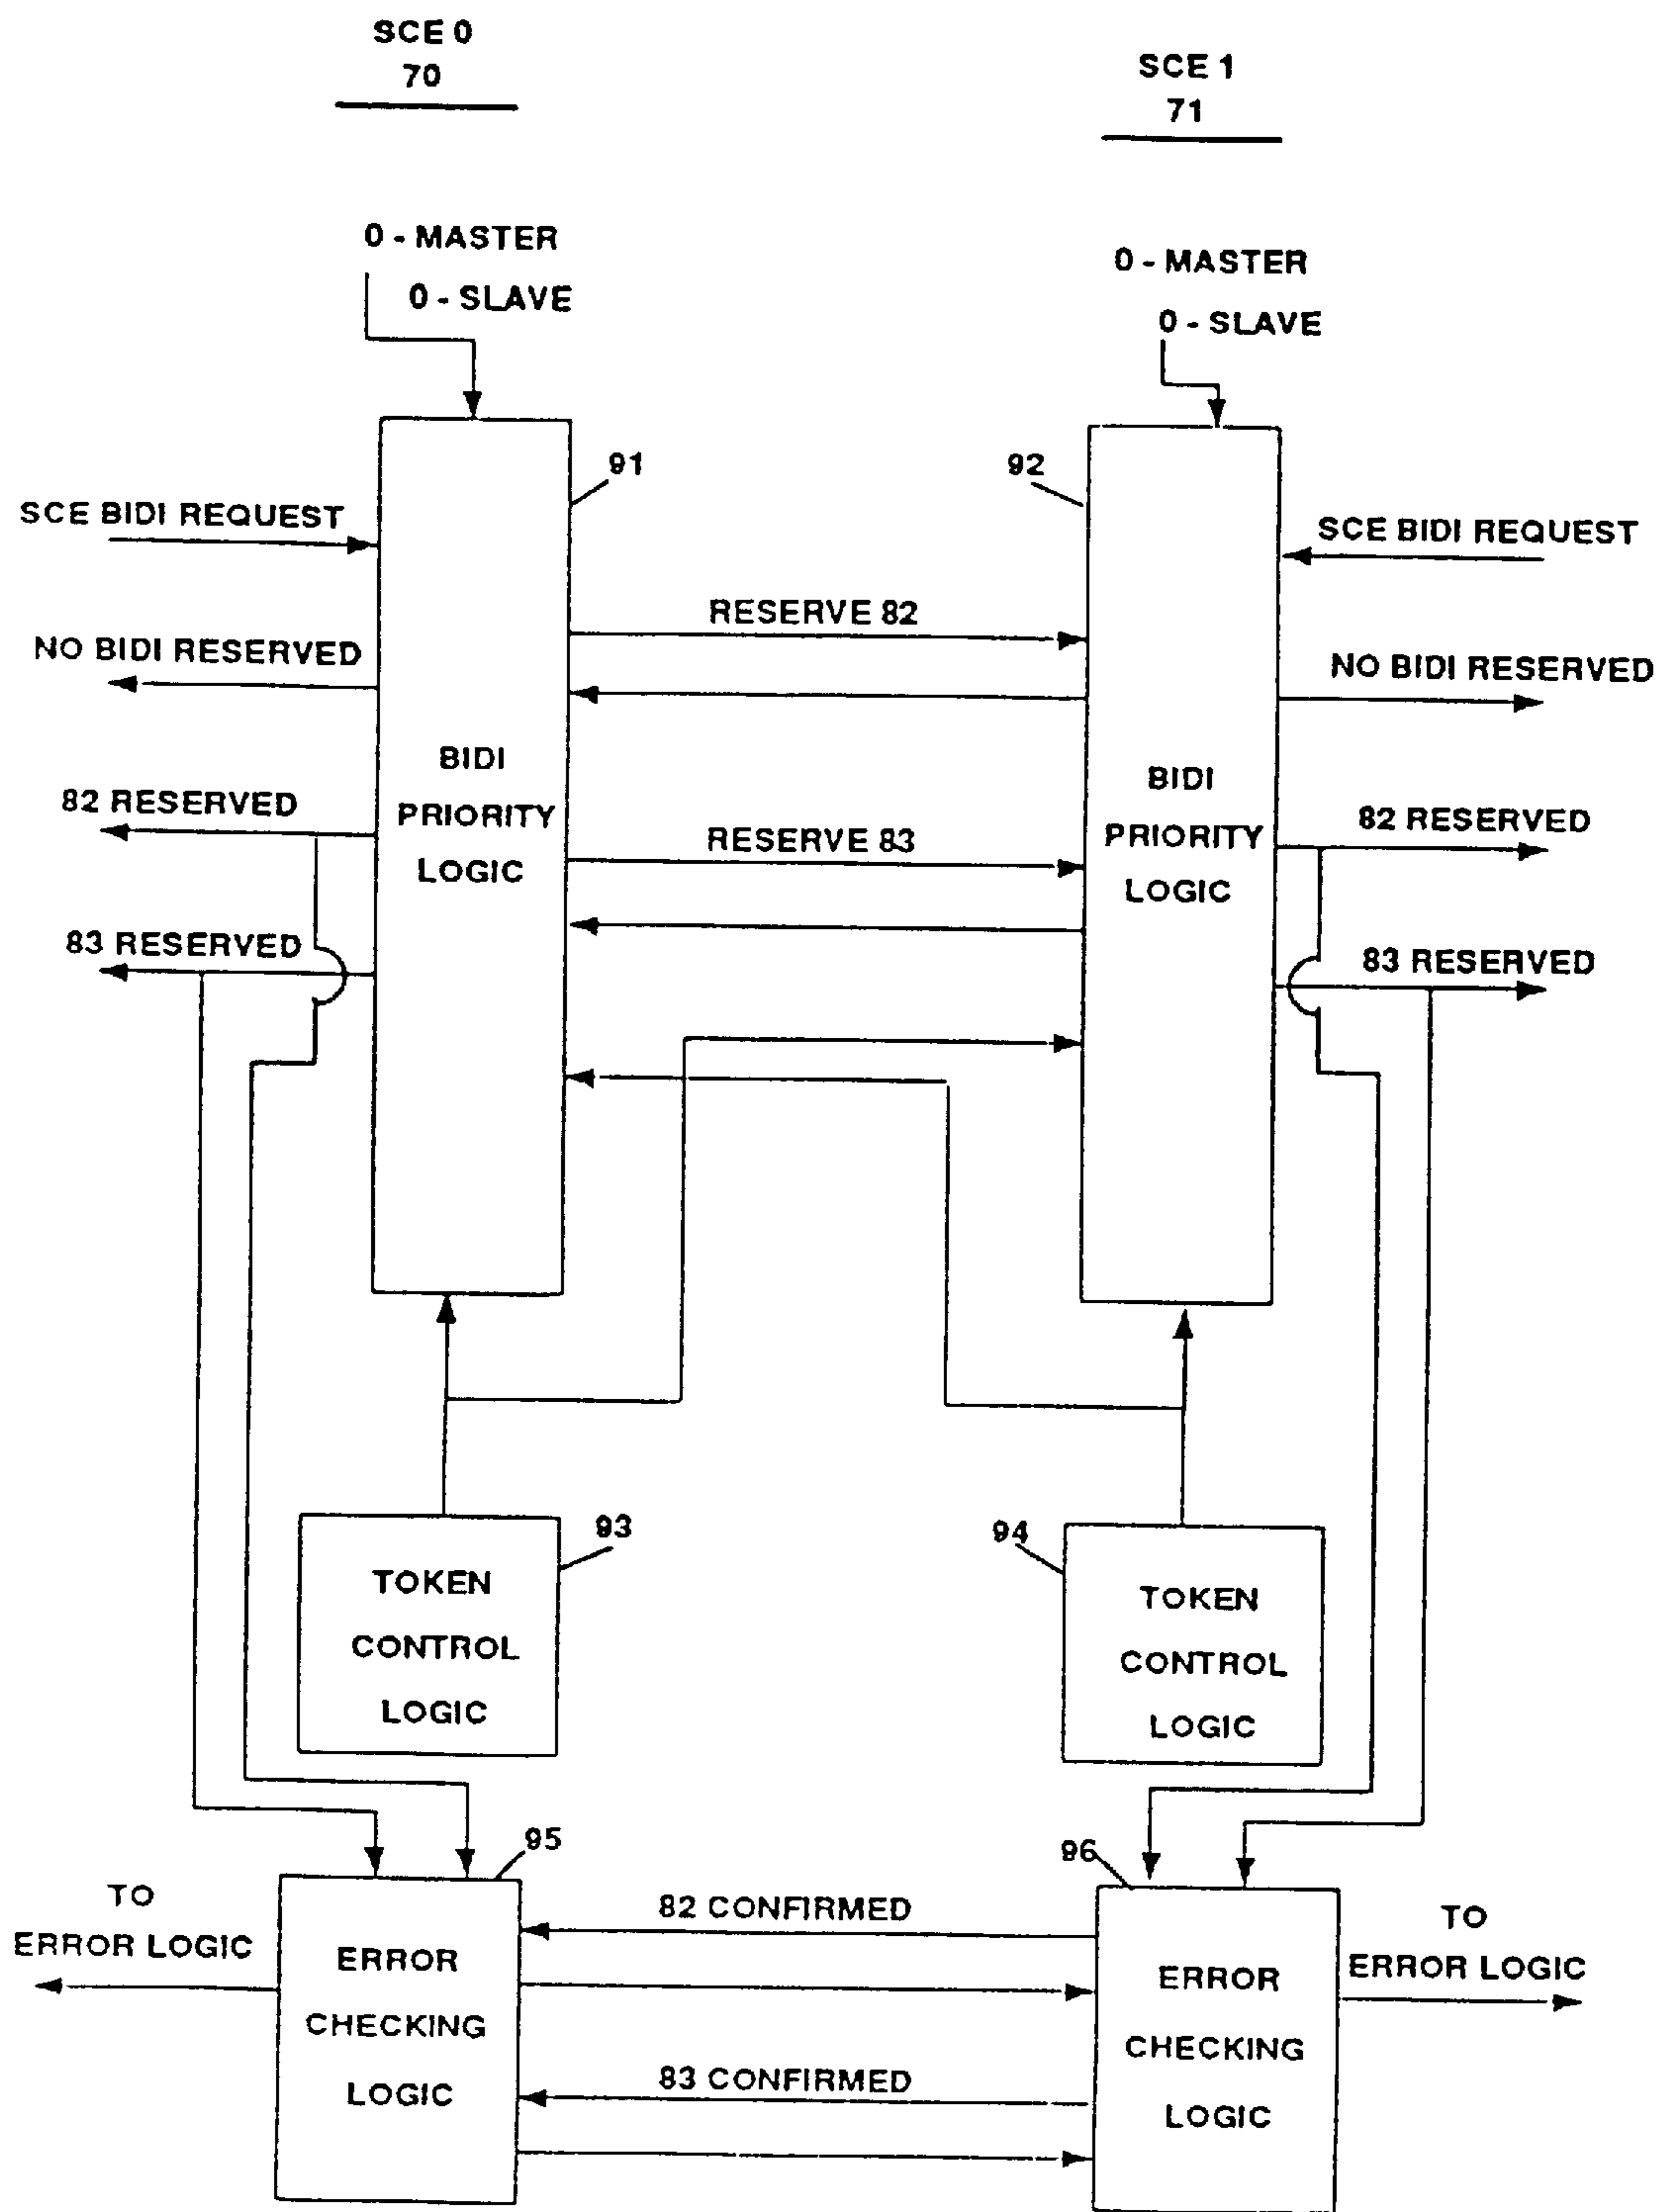 SCE 0
70
SCE 1
71
0 - MASTER
0 - SLAVE
0 - MASTER
0 - SLAVE
91
92
SCE BIDI REQUEST
SCE BIDI REQUEST
RESERVE 82
NO BIDI RESERVED
NO BIDI RESERVED
BIDI
PRIORITY
LOGIC
BIDI
PRIORITY
LOGIC
82 RESERVED
82 RESERVED
RESERVE 83
83 RESERVED
83 RESERVED
93
94
TOKEN
CONTROL
LOGIC
TOKEN
CONTROL
LOGIC
95
96
TO
ERROR LOGIC
82 CONFIRMED
TO
ERROR LOGIC
ERROR
CHECKING
LOGIC
ERROR
CHECKING
LOGIC
83 CONFIRMED